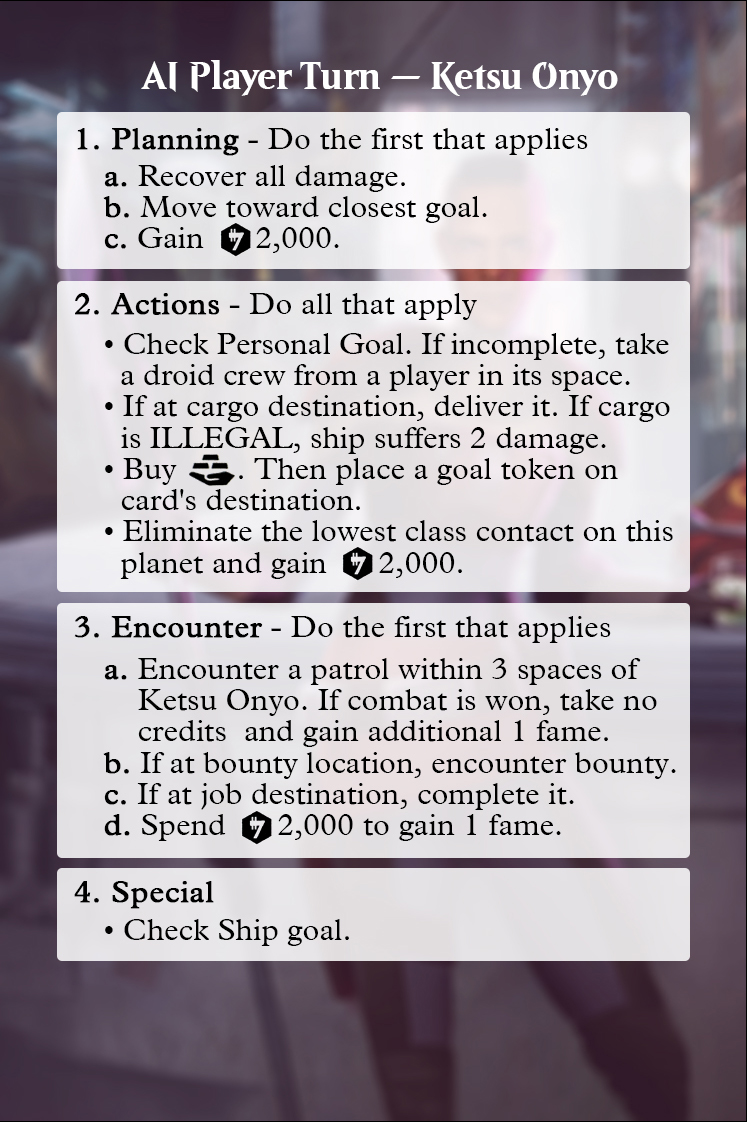 AI Player Turn — Ketsu Onyo
1. Planning - Do the first that applies
a. Recover all damage.
b. Move toward closest goal.
c. Gain 2,000.
2. Actions - Do all that apply
• Check Personal Goal. If incomplete, take
a droid crew from a player in its space.
• If at cargo destination, deliver it. If cargo
is ILLEGAL, ship suffers 2 damage.
• Buy . Then place a goal token on
card's destination.
• Eliminate the lowest class contact on this
planet and gain 2,000.
3. Encounter - Do the first that applies
a. Encounter a patrol within 3 spaces of
Ketsu Onyo. If combat is won, take no
credits and gain additional 1 fame.
b. If at bounty location, encounter bounty.
c. If at job destination, complete it.
d. Spend 2,000 to gain 1 fame.
4. Special
• Check Ship goal.